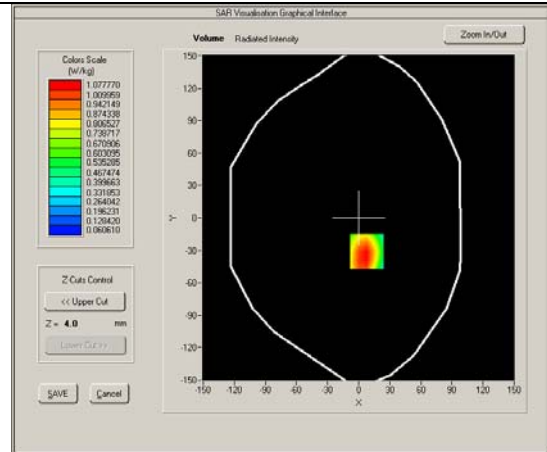 SAR Visualisation Graphical Interface
Volume Radiated Intensity
Zoom In/Out
Colors Scale
(W/kg)
1.077770
1.009959
0.942149
0.874338
0.806527
0.738717
0.670906
0.603095
0.535285
0.467474
0.399663
0.331853
0.264042
0.196231
0.128420
0.060610
Z Cuts Control
<< Upper Cut
Z = 4.0 mm
Lower Cut >>
SAVE
Cancel
150
120
90
60
30
0
-30
-60
-90
-120
-150
Y
-150 -120 -90 -60 -30 0 30 60 90 120 150
X